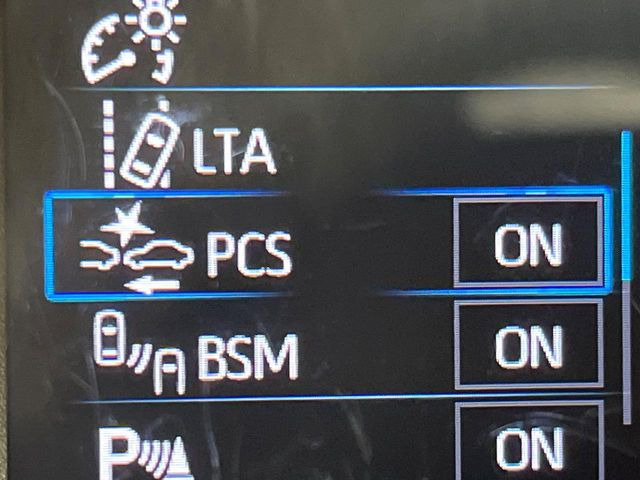 LTA
PCS ON
BSM ON
P ON